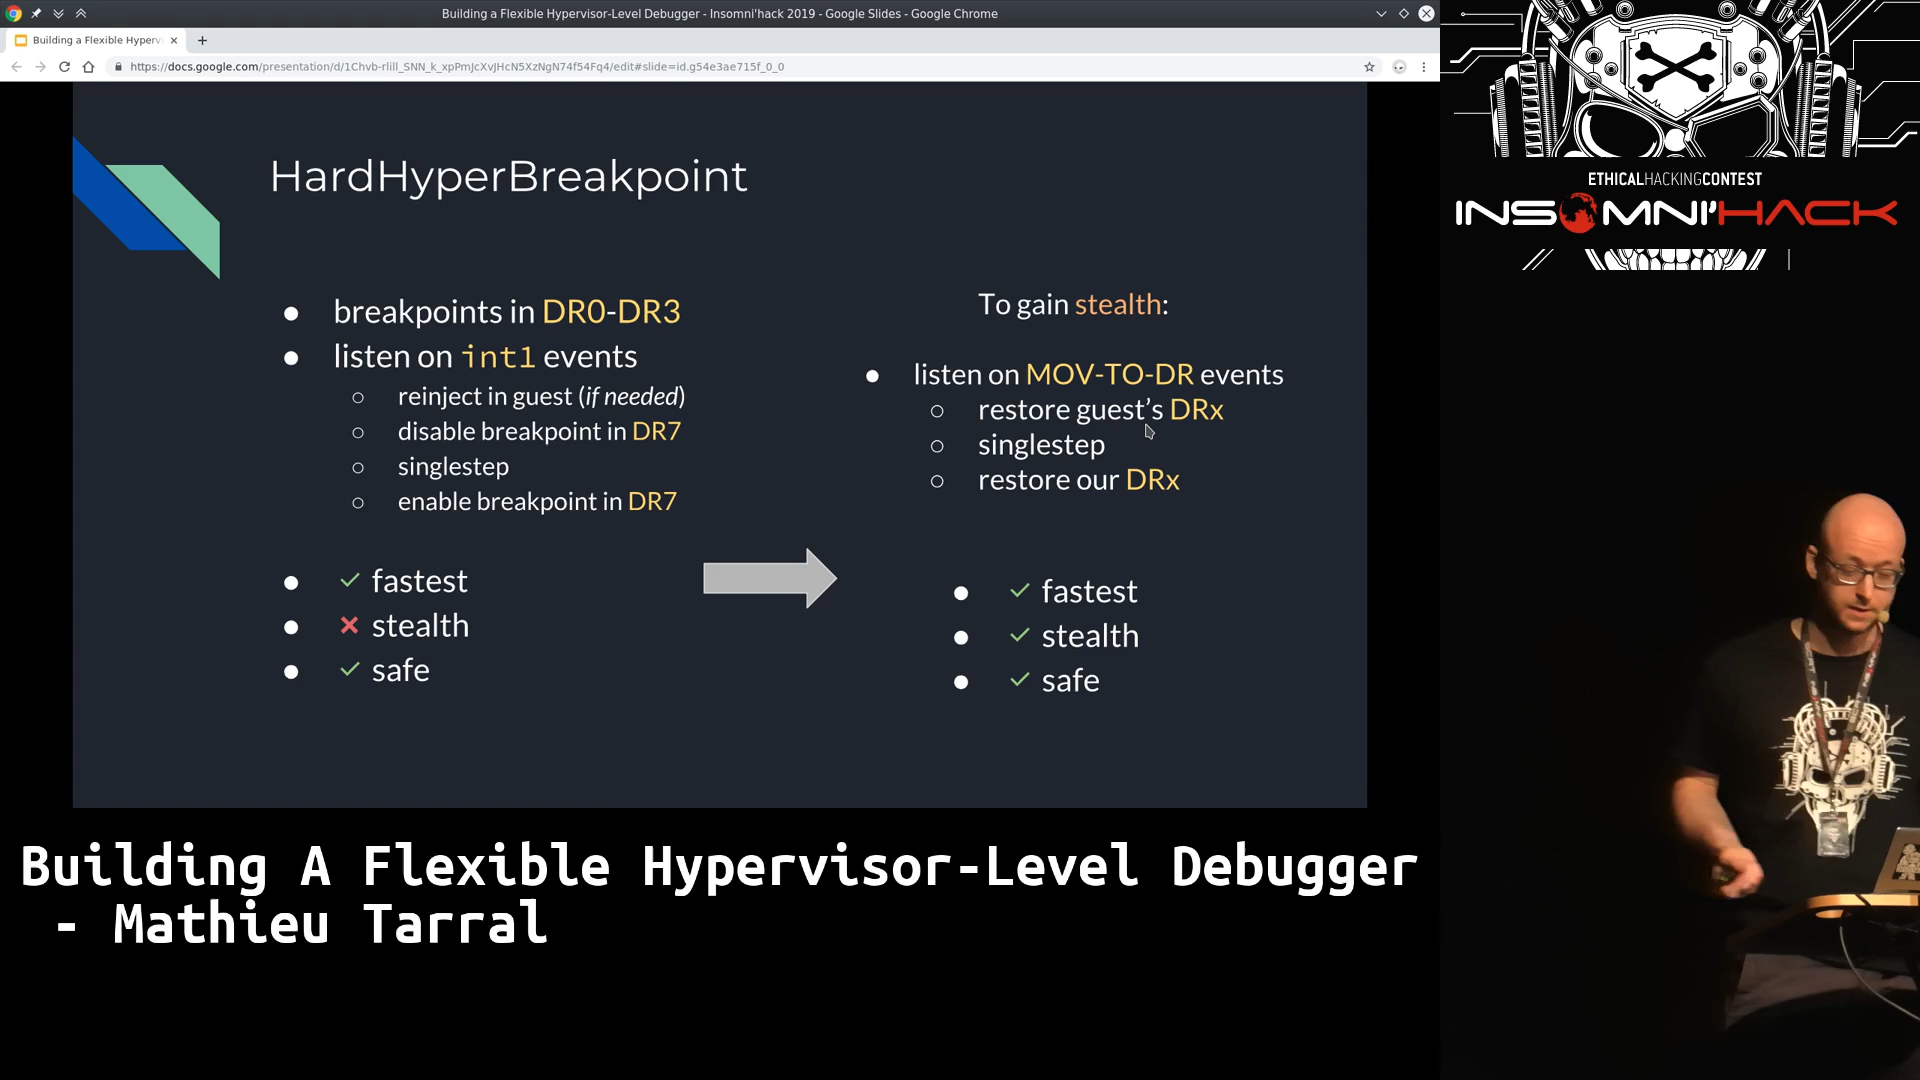 Building a Flexible Hypervisor-Level Debugger - Insomni'hack 2019 - Google Slides - Google Chrome
Building a Flexible Hyperv
https://docs.google.com/presentation/d/1Chvb-rlill_SNN_k_xpPmJcXvJHcN5XzNgN74f54Fq4/edit#slide=id.g54e3ae715f_0_0
HardHyperBreakpoint
breakpoints in DR0-DR3
listen on int1 events
reinject in guest (if needed)
disable breakpoint in DR7
singlestep
enable breakpoint in DR7
✓ fastest
✗ stealth
✓ safe
To gain stealth:
listen on MOV-TO-DR events
restore guest's DRx
singlestep
restore our DRx
✓ fastest
✓ stealth
✓ safe
ETHICALHACKINGCONTEST
INSOMNI'HACK
Building A Flexible Hypervisor-Level Debugger
- Mathieu Tarral